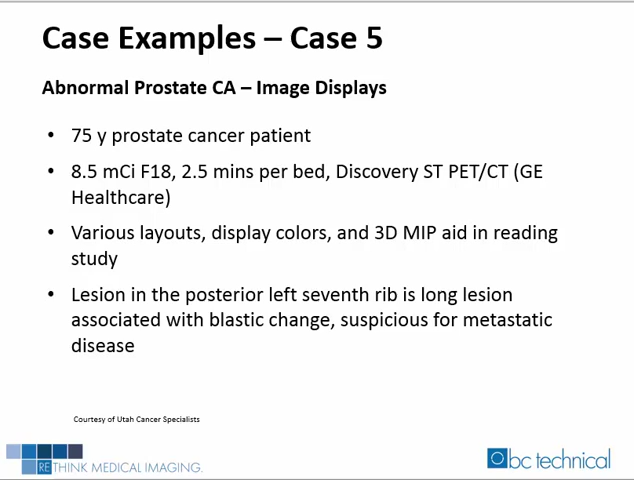 Case Examples – Case 5
Abnormal Prostate CA – Image Displays
• 75 y prostate cancer patient
• 8.5 mCi F18, 2.5 mins per bed, Discovery ST PET/CT (GE
Healthcare)
• Various layouts, display colors, and 3D MIP aid in reading
study
• Lesion in the posterior left seventh rib is long lesion
associated with blastic change, suspicious for metastatic
disease
Courtesy of Utah Cancer Specialists
RETHINK MEDICAL IMAGING.
bc technical